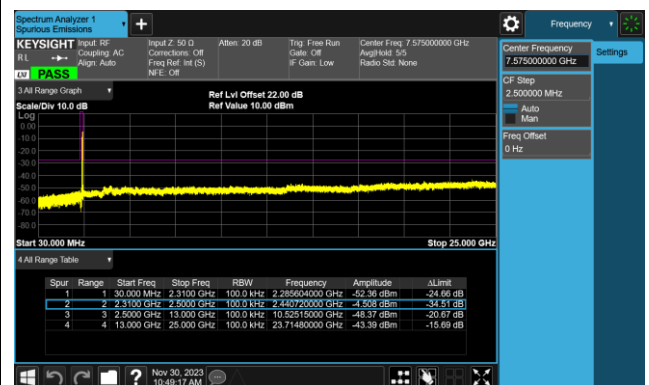 Spectrum Analyzer 1
Spurious Emissions
Frequency
KEYSIGHT Input: RF Input Z: 50 Ω Atten: 20 dB Trig: Free Run Center Freq: 7.575000000 GHz
RL Coupling: AC Corrections: Off Gate: Off Avg|Hold: 5/5
Align: Auto Freq Ref: Int (S) IF Gain: Low Radio Std: None
PASS NFE: Off
Center Frequency
7.575000000 GHz
Settings
CF Step
2.500000 MHz
Auto
Man
Freq Offset
0 Hz
3 All Range Graph
Ref Lvl Offset 22.00 dB
Scale/Div 10.0 dB Ref Value 10.00 dBm
Log
0.00
-10.0
-20.0
-30.0
-40.0
-50.0
-60.0
-70.0
-80.0
Start 30.000 MHz Stop 25.000 GHz
4 All Range Table
Spur Range Start Freq Stop Freq RBW Frequency Amplitude ΔLimit
1 1 30.000 MHz 2.3100 GHz 100.0 kHz 2.285604000 GHz -52.36 dBm -24.66 dB
2 2 2.3100 GHz 2.5000 GHz 100.0 kHz 2.440720000 GHz -4.508 dBm -34.51 dB
3 3 2.5000 GHz 13.000 GHz 100.0 kHz 10.52515000 GHz -48.37 dBm -20.67 dB
4 4 13.000 GHz 25.000 GHz 100.0 kHz 23.71480000 GHz -43.39 dBm -15.69 dB
? Nov 30, 2023
10:49:17 AM